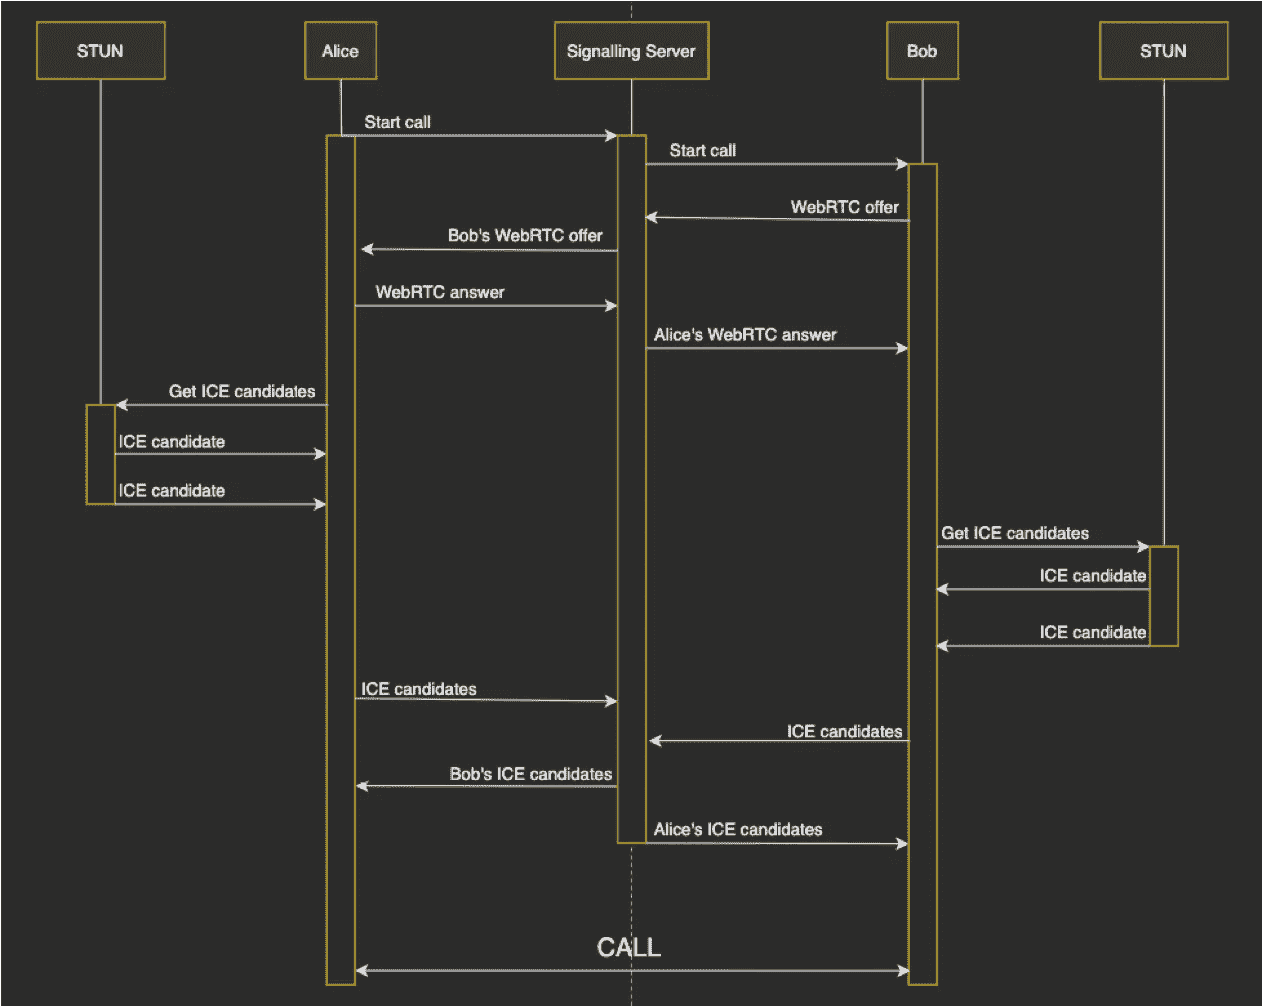 STUN
Alice
Signalling Server
Bob
STUN
Start call
Start call
WebRTC offer
Bob's WebRTC offer
WebRTC answer
Alice's WebRTC answer
Get ICE candidates
ICE candidate
ICE candidate
Get ICE candidates
ICE candidate
ICE candidate
ICE candidates
ICE candidates
Bob's ICE candidates
Alice's ICE candidates
CALL